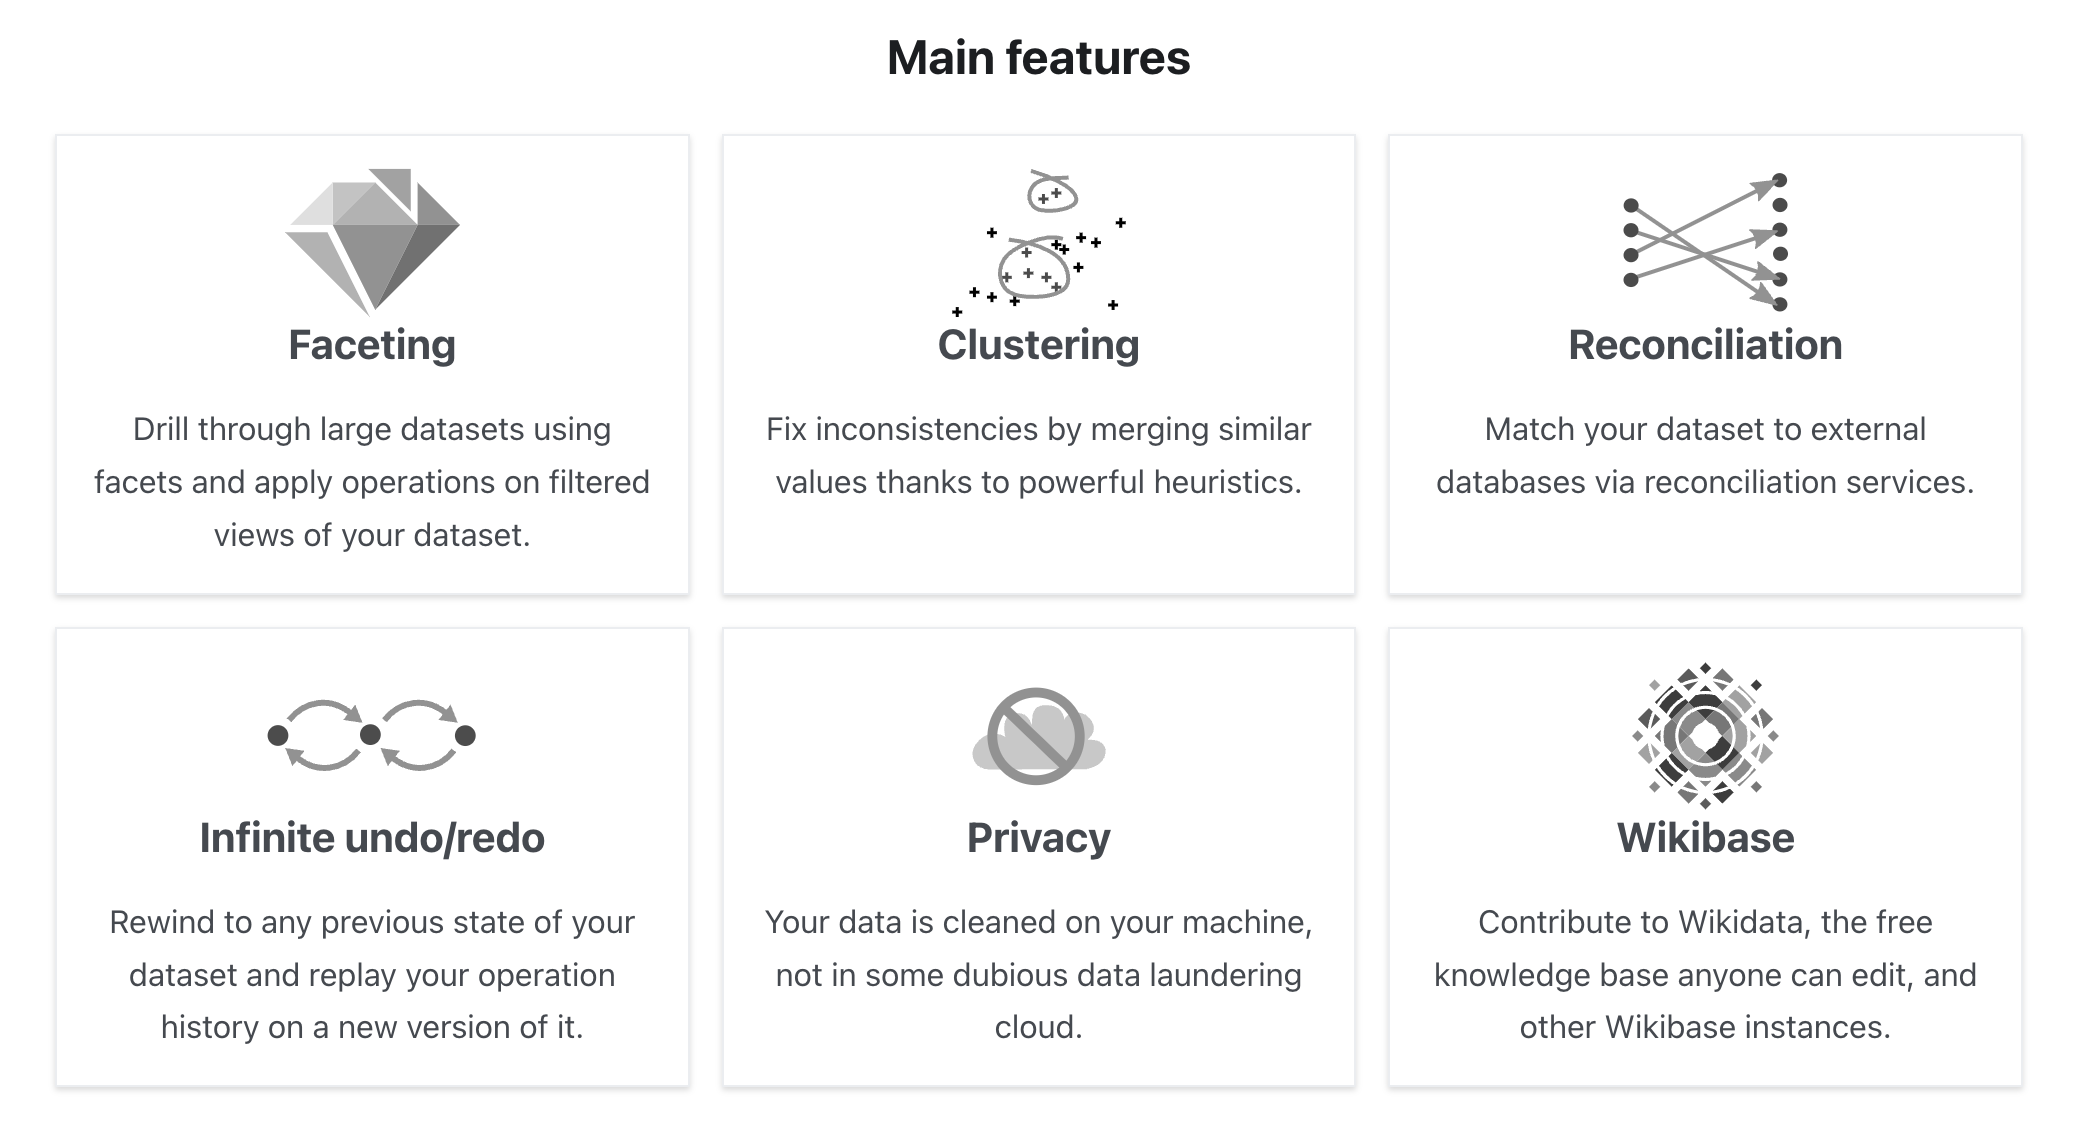 Main features
Faceting
Drill through large datasets using
facets and apply operations on filtered
views of your dataset.
Clustering
Fix inconsistencies by merging similar
values thanks to powerful heuristics.
Reconciliation
Match your dataset to external
databases via reconciliation services.
Infinite undo/redo
Rewind to any previous state of your
dataset and replay your operation
history on a new version of it.
Privacy
Your data is cleaned on your machine,
not in some dubious data laundering
cloud.
Wikibase
Contribute to Wikidata, the free
knowledge base anyone can edit, and
other Wikibase instances.